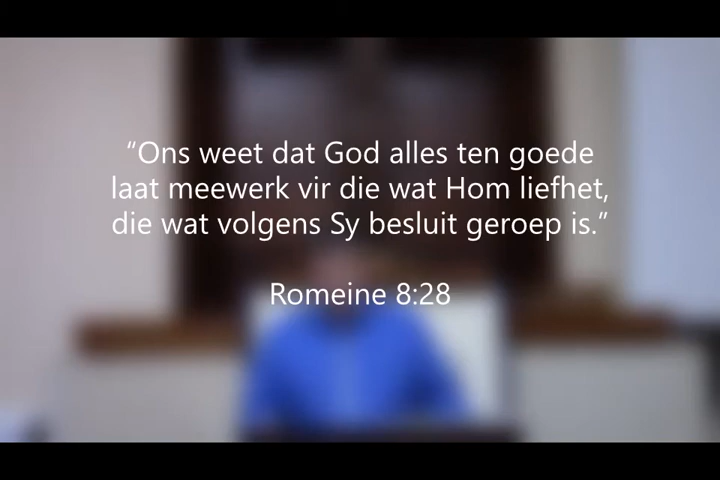 “Ons weet dat God alles ten goede
laat meewerk vir die wat Hom liefhet,
die wat volgens Sy besluit geroep is.”
Romeine 8:28